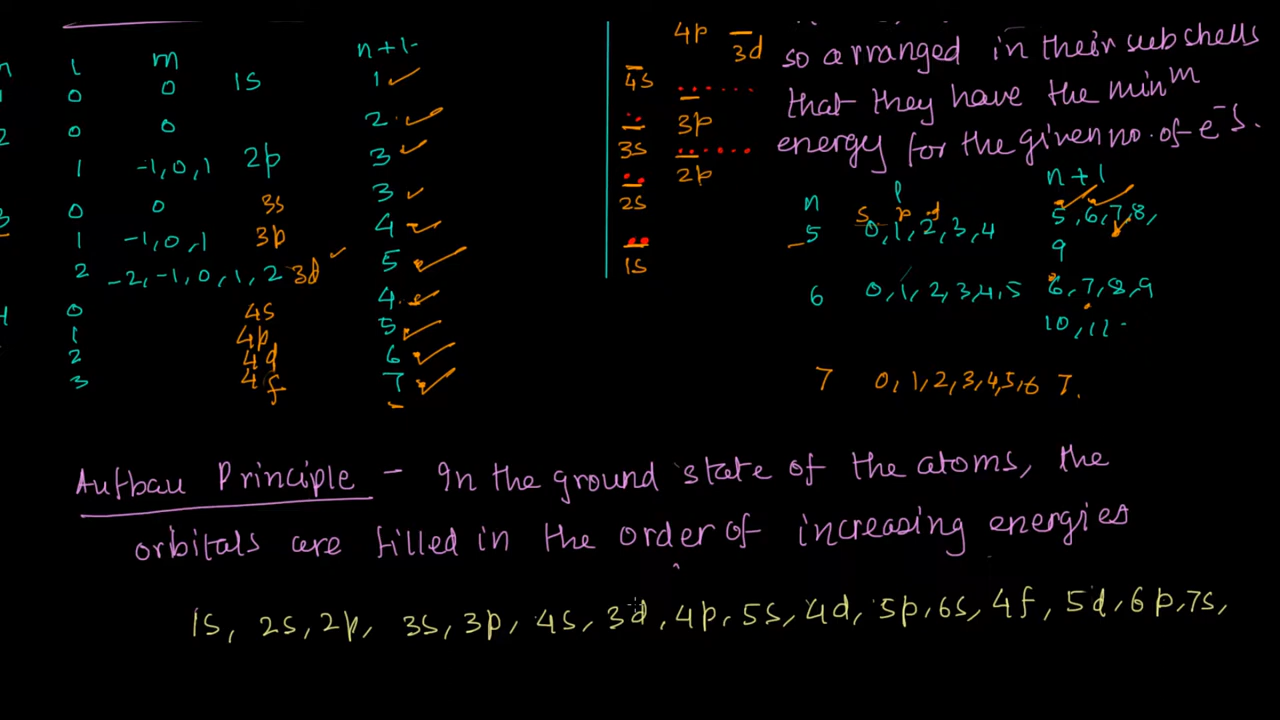 n l m n+l
1 0 0 1s 1
2 0 0 2
1 -1,0,1 2p 3
3 0 0 3s 3
1 -1,0,1 3p 4
2 -2,-1,0,1,2 3d 5
4 0 4s 4
1 4p 5
2 4d 6
3 4f 7
4p 3d
4s
3p
3s
2p
2s
1s
so arranged in their subshells
that they have the minᵐ
energy for the given no. of e⁻s.
n l n+l
s p d
5 0,1,2,3,4 5,6,7,8,
9
6 0,1,2,3,4,5 6,7,8,9
10,11
7 0,1,2,3,4,5,6 7.
Aufbau Principle - In the ground state of the atoms, the
orbitals are filled in the order of increasing energies
1s, 2s, 2p, 3s, 3p, 4s, 3d, 4p, 5s, 4d, 5p, 6s, 4f, 5d, 6p, 7s,